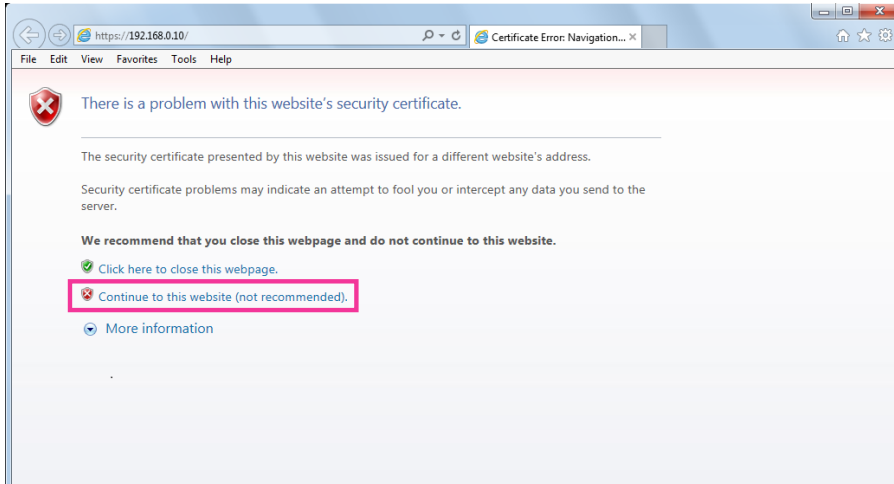 https://192.168.0.10/
Certificate Error: Navigation...
File Edit View Favorites Tools Help
There is a problem with this website's security certificate.
The security certificate presented by this website was issued for a different website's address.
Security certificate problems may indicate an attempt to fool you or intercept any data you send to the
server.
We recommend that you close this webpage and do not continue to this website.
Click here to close this webpage.
Continue to this website (not recommended).
More information
.